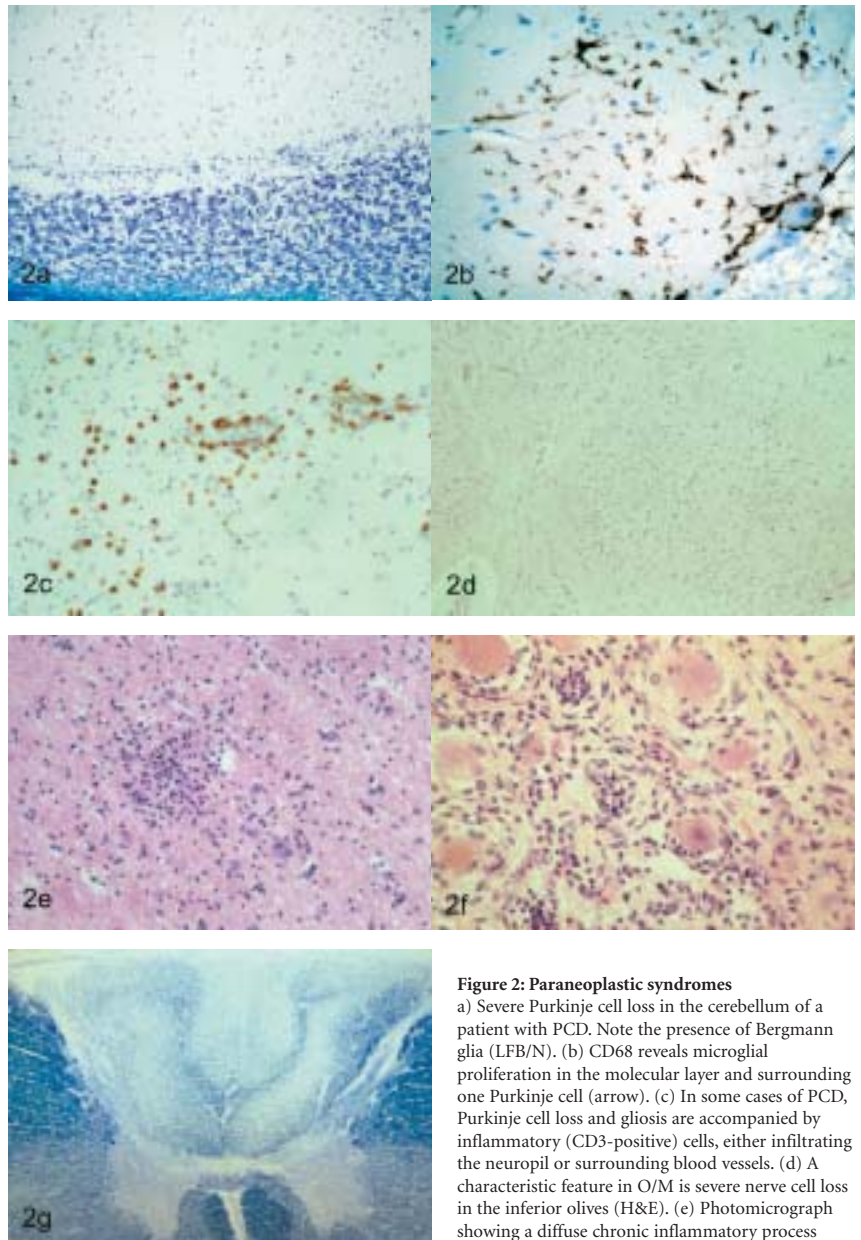 2a
2b
2c
2d
2e
2f
2g
Figure 2: Paraneoplastic syndromes
a) Severe Purkinje cell loss in the cerebellum of a
patient with PCD. Note the presence of Bergmann
glia (LFB/N). (b) CD68 reveals microglial
proliferation in the molecular layer and surrounding
one Purkinje cell (arrow). (c) In some cases of PCD,
Purkinje cell loss and gliosis are accompanied by
inflammatory (CD3-positive) cells, either infiltrating
the neuropil or surrounding blood vessels. (d) A
characteristic feature in O/M is severe nerve cell loss
in the inferior olives (H&E). (e) Photomicrograph
showing a diffuse chronic inflammatory process